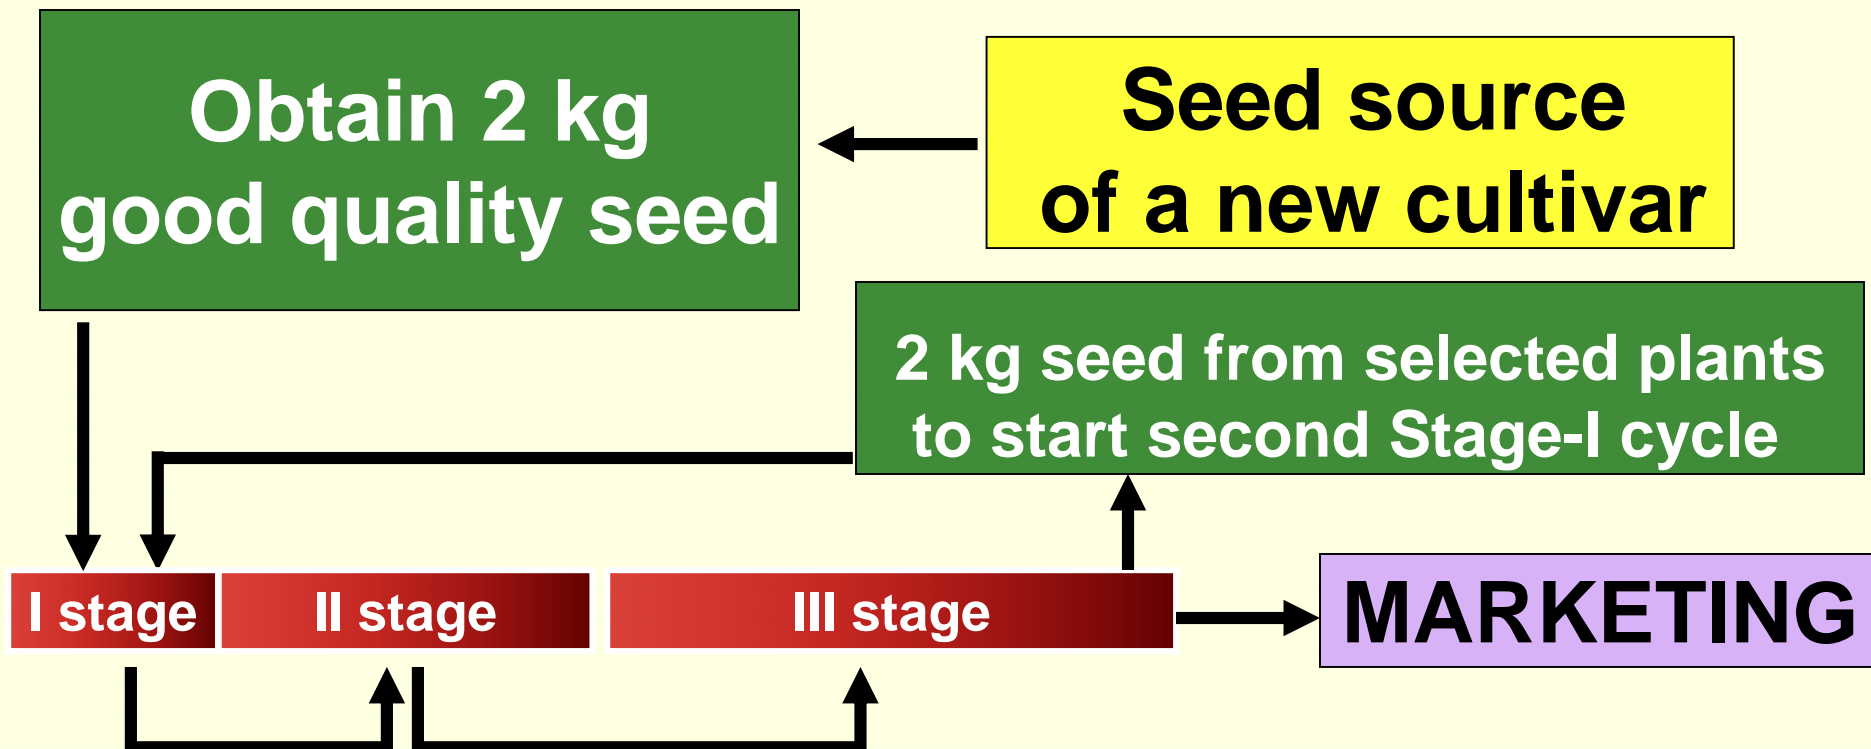 Obtain 2 kg
good quality seed
Seed source
of a new cultivar
2 kg seed from selected plants
to start second Stage-I cycle
I stage
II stage
III stage
MARKETING